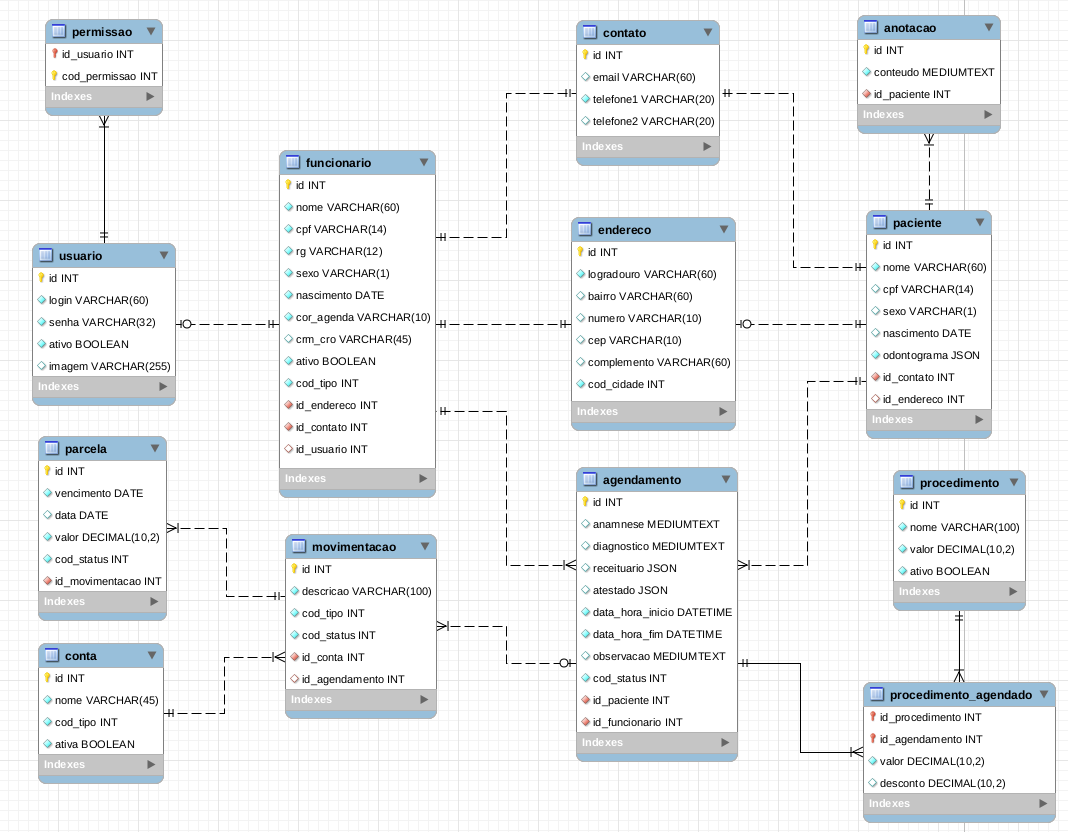 permissao
id_usuario INT
cod_permissao INT
Indexes
usuario
id INT
login VARCHAR(60)
senha VARCHAR(32)
ativo BOOLEAN
imagem VARCHAR(255)
Indexes
parcela
id INT
vencimento DATE
data DATE
valor DECIMAL(10,2)
cod_status INT
id_movimentacao INT
Indexes
conta
id INT
nome VARCHAR(45)
cod_tipo INT
ativa BOOLEAN
Indexes
funcionario
id INT
nome VARCHAR(60)
cpf VARCHAR(14)
rg VARCHAR(12)
sexo VARCHAR(1)
nascimento DATE
cor_agenda VARCHAR(10)
crm_cro VARCHAR(45)
ativo BOOLEAN
cod_tipo INT
id_endereco INT
id_contato INT
id_usuario INT
Indexes
movimentacao
id INT
descricao VARCHAR(100)
cod_tipo INT
cod_status INT
id_conta INT
id_agendamento INT
Indexes
contato
id INT
email VARCHAR(60)
telefone1 VARCHAR(20)
telefone2 VARCHAR(20)
Indexes
endereco
id INT
logradouro VARCHAR(60)
bairro VARCHAR(60)
numero VARCHAR(10)
cep VARCHAR(10)
complemento VARCHAR(60)
cod_cidade INT
Indexes
agendamento
id INT
anamnese MEDIUMTEXT
diagnostico MEDIUMTEXT
receituario JSON
atestado JSON
data_hora_inicio DATETIME
data_hora_fim DATETIME
observacao MEDIUMTEXT
cod_status INT
id_paciente INT
id_funcionario INT
Indexes
anotacao
id INT
conteudo MEDIUMTEXT
id_paciente INT
Indexes
paciente
id INT
nome VARCHAR(60)
cpf VARCHAR(14)
sexo VARCHAR(1)
nascimento DATE
odontograma JSON
id_contato INT
id_endereco INT
Indexes
procedimento
id INT
nome VARCHAR(100)
valor DECIMAL(10,2)
ativo BOOLEAN
Indexes
procedimento_agendado
id_procedimento INT
id_agendamento INT
valor DECIMAL(10,2)
desconto DECIMAL(10,2)
Indexes